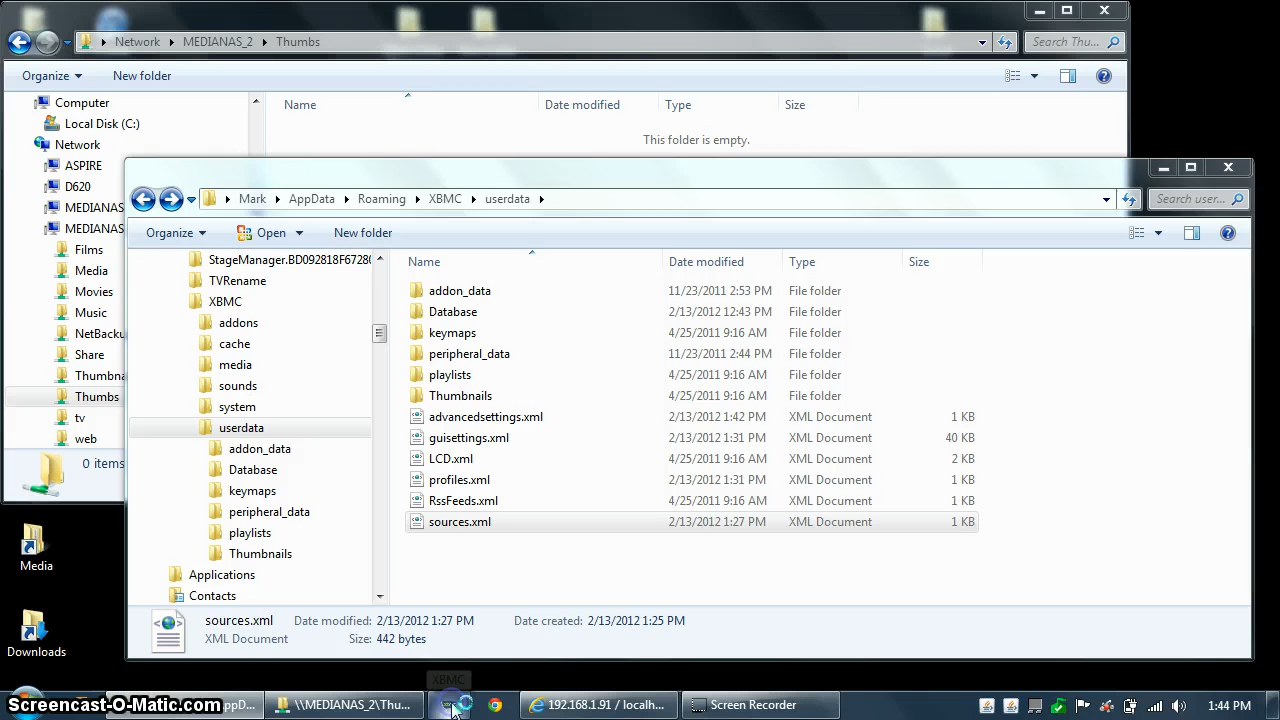 Network MEDIANAS_2 Thumbs Search Thu...
Organize New folder
Computer
Local Disk (C:)
Network
ASPIRE
D620
MEDIANAS
MEDIANAS
Films
Media
Movies
Music
NetBacku
Share
Thumbna
Thumbs
tv
web
0 items
Name Date modified Type Size
This folder is empty.
Mark AppData Roaming XBMC userdata Search user...
Organize Open New folder
StageManager.BD092818F67280
TVRename
XBMC
addons
cache
media
sounds
system
userdata
addon_data
Database
keymaps
peripheral_data
playlists
Thumbnails
Applications
Contacts
Name Date modified Type Size
addon_data 11/23/2011 2:53 PM File folder
Database 2/13/2012 12:43 PM File folder
keymaps 4/25/2011 9:16 AM File folder
peripheral_data 11/23/2011 2:44 PM File folder
playlists 4/25/2011 9:16 AM File folder
Thumbnails 4/25/2011 9:16 AM File folder
advancedsettings.xml 2/13/2012 1:42 PM XML Document 1 KB
guisettings.xml 2/13/2012 1:31 PM XML Document 40 KB
LCD.xml 4/25/2011 9:16 AM XML Document 2 KB
profiles.xml 2/13/2012 1:31 PM XML Document 1 KB
RssFeeds.xml 4/25/2011 9:16 AM XML Document 1 KB
sources.xml 2/13/2012 1:27 PM XML Document 1 KB
sources.xml Date modified: 2/13/2012 1:27 PM Date created: 2/13/2012 1:25 PM
XML Document Size: 442 bytes
Media
Downloads
XBMC
Screencast-O-Matic.com
appD...
\\MEDIANAS_2\Thu...
192.168.1.91 / localh...
Screen Recorder
1:44 PM